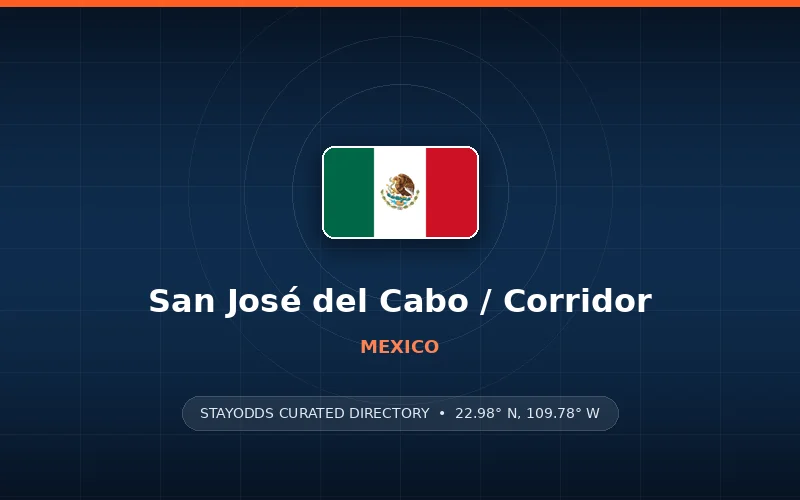 San José del Cabo / Corridor
MEXICO
STAYODDS CURATED DIRECTORY • 22.98° N, 109.78° W